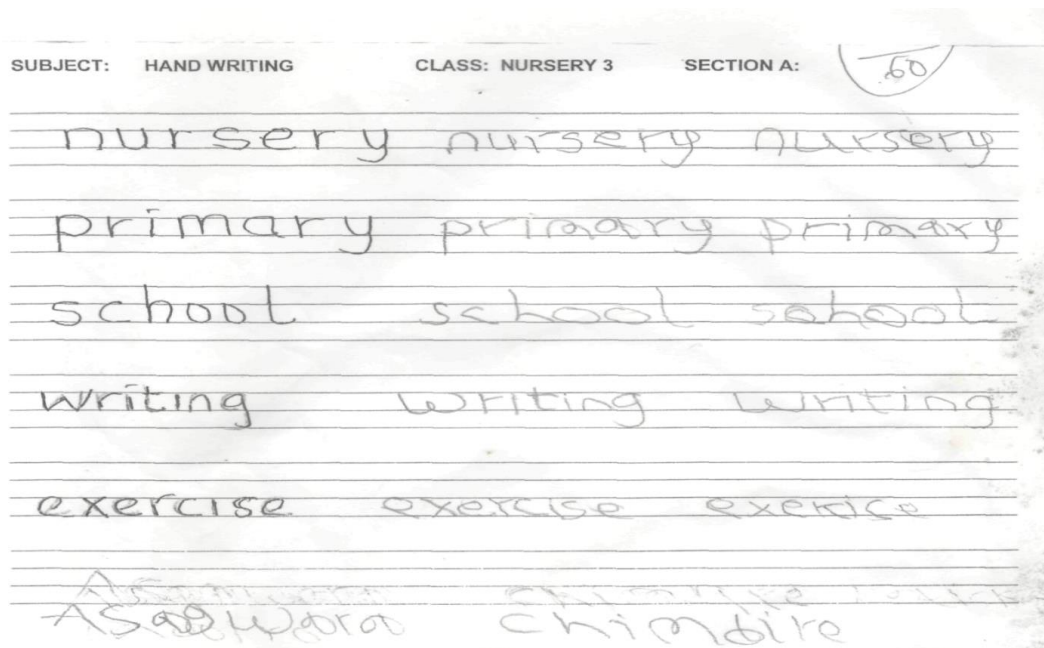 SUBJECT: HAND WRITING CLASS: NURSERY 3 SECTION A: 60
nursery nursery nursery
primary primary primary
school school school
writing writing writing
exercise exercise exercise